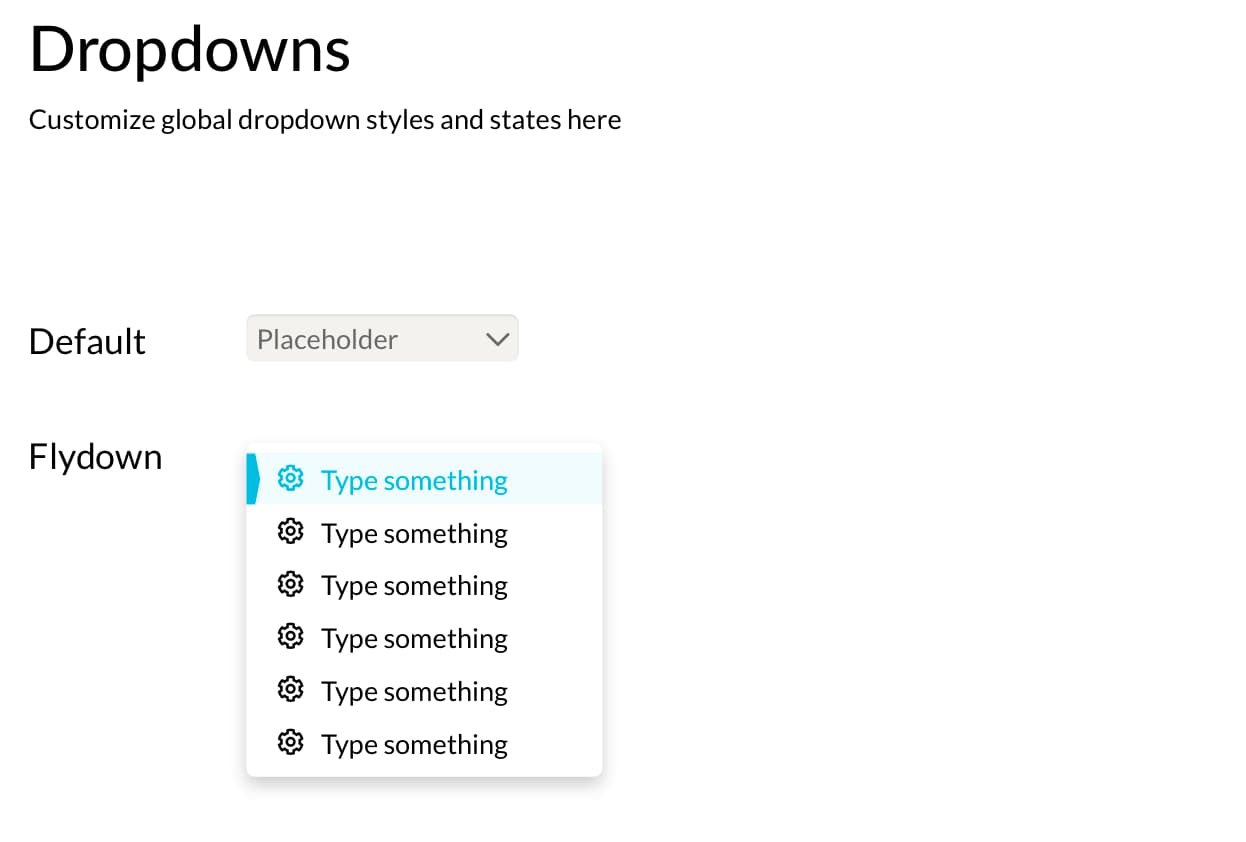 Dropdowns
Customize global dropdown styles and states here
Default
Placeholder
Flydown
Type something
Type something
Type something
Type something
Type something
Type something